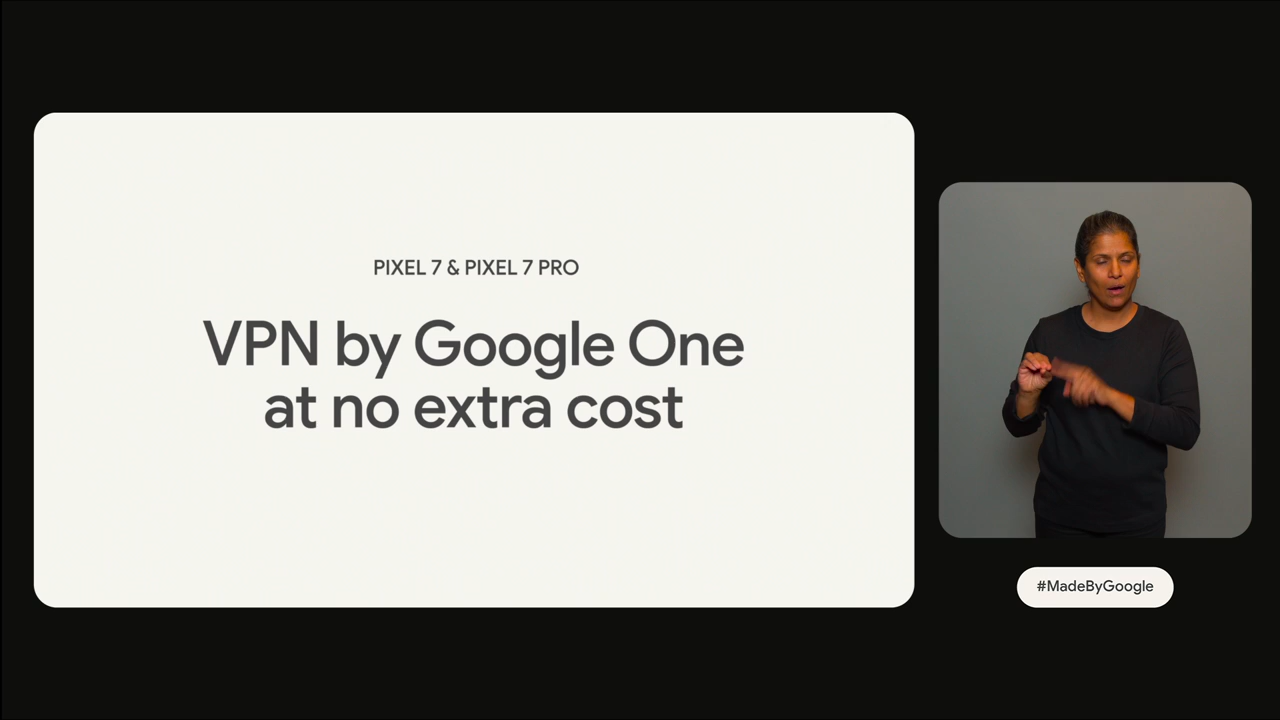 PIXEL 7 & PIXEL 7 PRO
VPN by Google One
at no extra cost
#MadeByGoogle